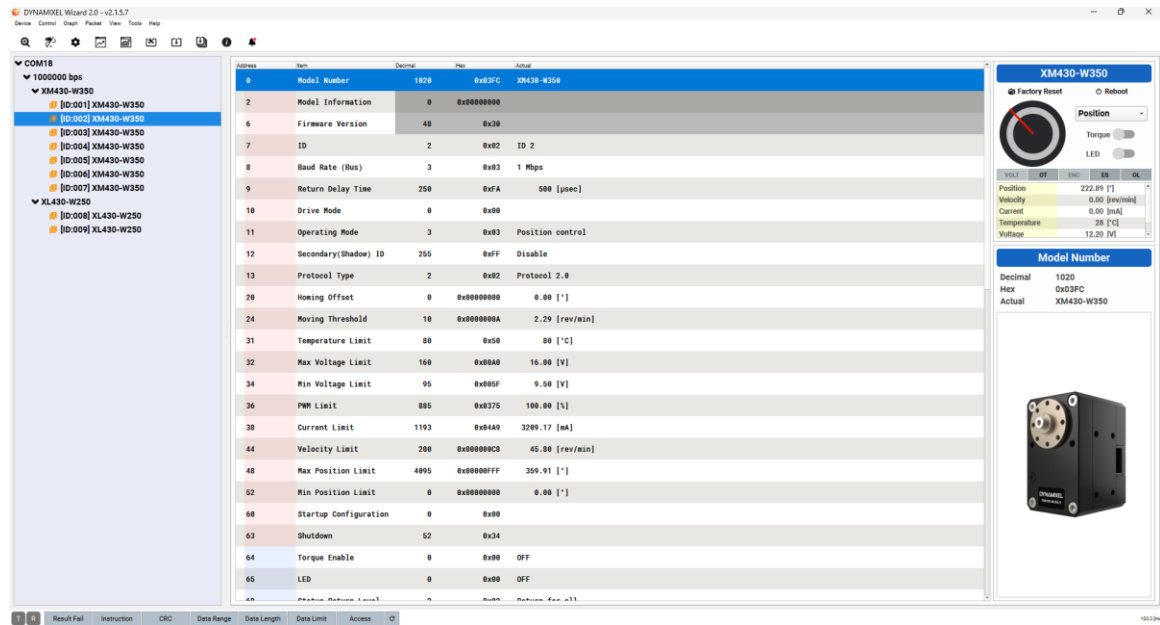 DYNAMIXEL Wizard 2.0 - v2.1.5.7
Device Control Graph Packet View Tools Help
COM18
1000000 bps
XM430-W350
[ID:001] XM430-W350
[ID:002] XM430-W350
[ID:003] XM430-W350
[ID:004] XM430-W350
[ID:005] XM430-W350
[ID:006] XM430-W350
[ID:007] XM430-W350
XL430-W250
[ID:008] XL430-W250
[ID:009] XL430-W250
Address Item Decimal Hex Actual
0 Model Number 1020 0x03FC XM430-W350
2 Model Information 0 0x00000000
6 Firmware Version 48 0x30
7 ID 2 0x02 ID 2
8 Baud Rate (Bus) 3 0x03 1 Mbps
9 Return Delay Time 250 0xFA 500 [μsec]
10 Drive Mode 0 0x00
11 Operating Mode 3 0x03 Position control
12 Secondary(Shadow) ID 255 0xFF Disable
13 Protocol Type 2 0x02 Protocol 2.0
20 Homing Offset 0 0x00000000 0.00 [°]
24 Moving Threshold 10 0x0000000A 2.29 [rev/min]
31 Temperature Limit 80 0x50 80 [°C]
32 Max Voltage Limit 160 0x00A0 16.00 [V]
34 Min Voltage Limit 95 0x005F 9.50 [V]
36 PWM Limit 885 0x0375 100.00 [%]
38 Current Limit 1193 0x04A9 3209.17 [mA]
44 Velocity Limit 200 0x000000C8 45.80 [rev/min]
48 Max Position Limit 4095 0x00000FFF 359.91 [°]
52 Min Position Limit 0 0x00000000 0.00 [°]
60 Startup Configuration 0 0x00
63 Shutdown 52 0x34
64 Torque Enable 0 0x00 OFF
65 LED 0 0x00 OFF
68 Status Return Level 2 0x02 Return for all
XM430-W350
Factory Reset Reboot
Position
Torque
LED
VOLT OT ENC ES OL
Position 222.89 [°]
Velocity 0.00 [rev/min]
Current 0.00 [mA]
Temperature 28 [°C]
Voltage 12.20 [V]
Model Number
Decimal 1020
Hex 0x03FC
Actual XM430-W350
DYNAMIXEL
T R Result Fail Instruction CRC Data Range Data Length Data Limit Access